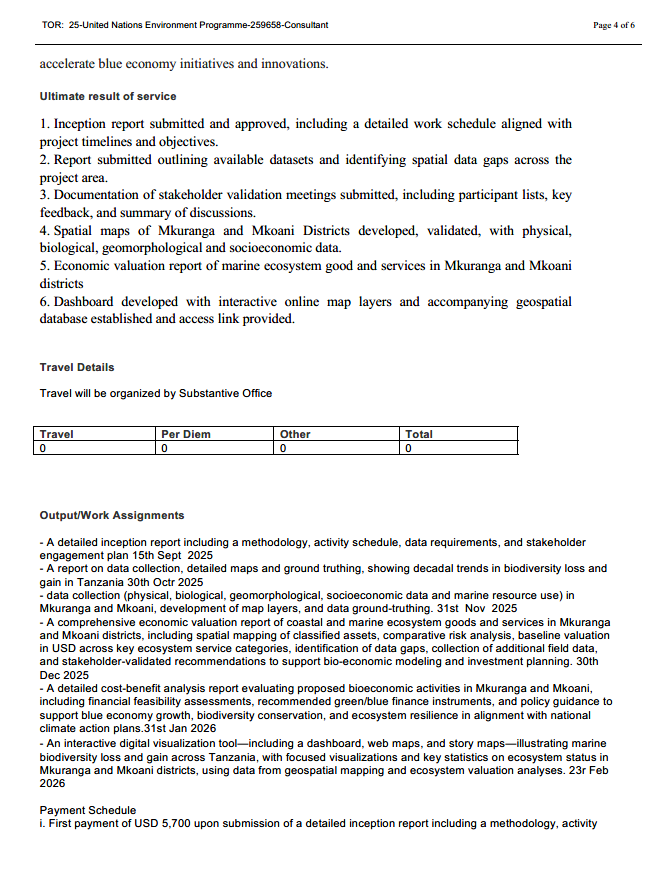 TOR: 25-United Nations Environment Programme-259658-Consultant
Page 4 of 6
accelerate blue economy initiatives and innovations.
Ultimate result of service
1. Inception report submitted and approved, including a detailed work schedule aligned with
project timelines and objectives.
2. Report submitted outlining available datasets and identifying spatial data gaps across the
project area.
3. Documentation of stakeholder validation meetings submitted, including participant lists, key
feedback, and summary of discussions.
4. Spatial maps of Mkuranga and Mkoani Districts developed, validated, with physical,
biological, geomorphological and socioeconomic data.
5. Economic valuation report of marine ecosystem good and services in Mkuranga and Mkoani
districts
6. Dashboard developed with interactive online map layers and accompanying geospatial
database established and access link provided.
Travel Details
Travel will be organized by Substantive Office
Travel Per Diem Other Total
0 0 0 0
Output/Work Assignments
- A detailed inception report including a methodology, activity schedule, data requirements, and stakeholder
engagement plan 15th Sept 2025
- A report on data collection, detailed maps and ground truthing, showing decadal trends in biodiversity loss and
gain in Tanzania 30th Octr 2025
- data collection (physical, biological, geomorphological, socioeconomic data and marine resource use) in
Mkuranga and Mkoani, development of map layers, and data ground-truthing. 31st Nov 2025
- A comprehensive economic valuation report of coastal and marine ecosystem goods and services in Mkuranga
and Mkoani districts, including spatial mapping of classified assets, comparative risk analysis, baseline valuation
in USD across key ecosystem service categories, identification of data gaps, collection of additional field data,
and stakeholder-validated recommendations to support bio-economic modeling and investment planning. 30th
Dec 2025
- A detailed cost-benefit analysis report evaluating proposed bioeconomic activities in Mkuranga and Mkoani,
including financial feasibility assessments, recommended green/blue finance instruments, and policy guidance to
support blue economy growth, biodiversity conservation, and ecosystem resilience in alignment with national
climate action plans.31st Jan 2026
- An interactive digital visualization tool—including a dashboard, web maps, and story maps—illustrating marine
biodiversity loss and gain across Tanzania, with focused visualizations and key statistics on ecosystem status in
Mkuranga and Mkoani districts, using data from geospatial mapping and ecosystem valuation analyses. 23r Feb
2026
Payment Schedule
i. First payment of USD 5,700 upon submission of a detailed inception report including a methodology, activity